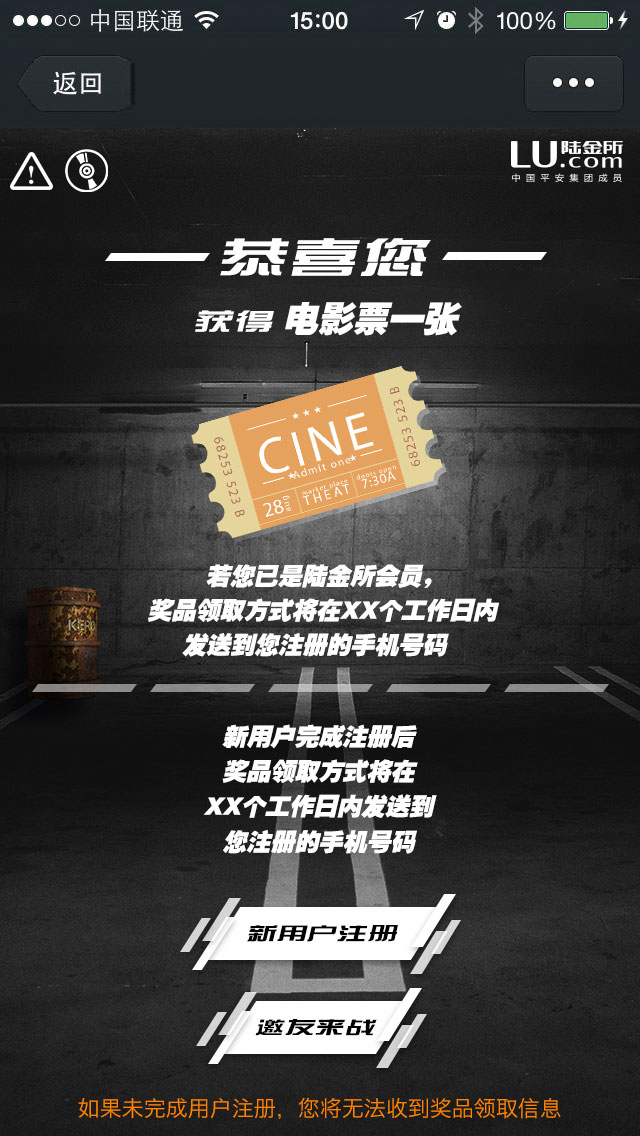 中国联通
15:00
100%
返回
LU陆金所
.com
中国平安集团成员
恭喜您
获得 电影票一张
68253 523 B
CINE
Admit one
28
market place
THEAT
doors open
7:30A
68253 523 B
若您已是陆金所会员，
奖品领取方式将在XX个工作日内
发送到您注册的手机号码
新用户完成注册后
奖品领取方式将在
XX个工作日内发送到
您注册的手机号码
新用户注册
邀友来战
如果未完成用户注册，您将无法收到奖品领取信息